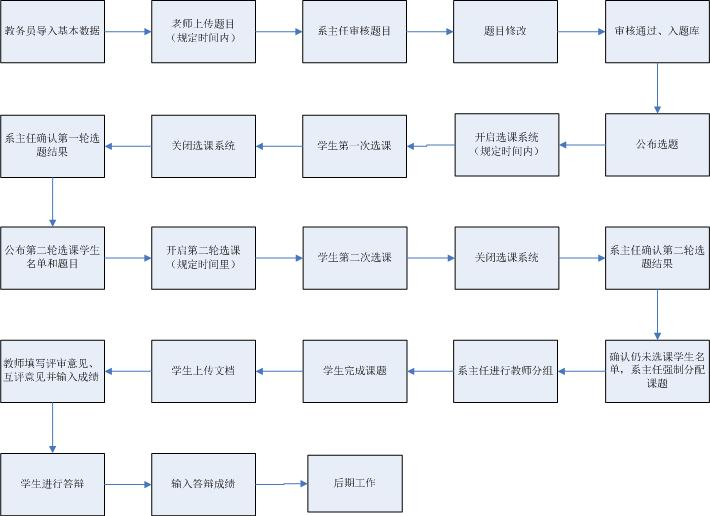 教务员导入基本数据
老师上传题目
（规定时间内）
系主任审核题目
题目修改
审核通过、入题库
公布选题
开启选课系统
（规定时间内）
学生第一次选课
关闭选课系统
系主任确认第一轮选
题结果
公布第二轮选课学生
名单和题目
开启第二轮选课
（规定时间里）
学生第二次选课
关闭选课系统
系主任确认第二轮选
题结果
确认仍未选课学生名
单，系主任强制分配
课题
系主任进行教师分组
学生完成课题
学生上传文档
教师填写评审意见、
互评意见并输入成绩
学生进行答辩
输入答辩成绩
后期工作